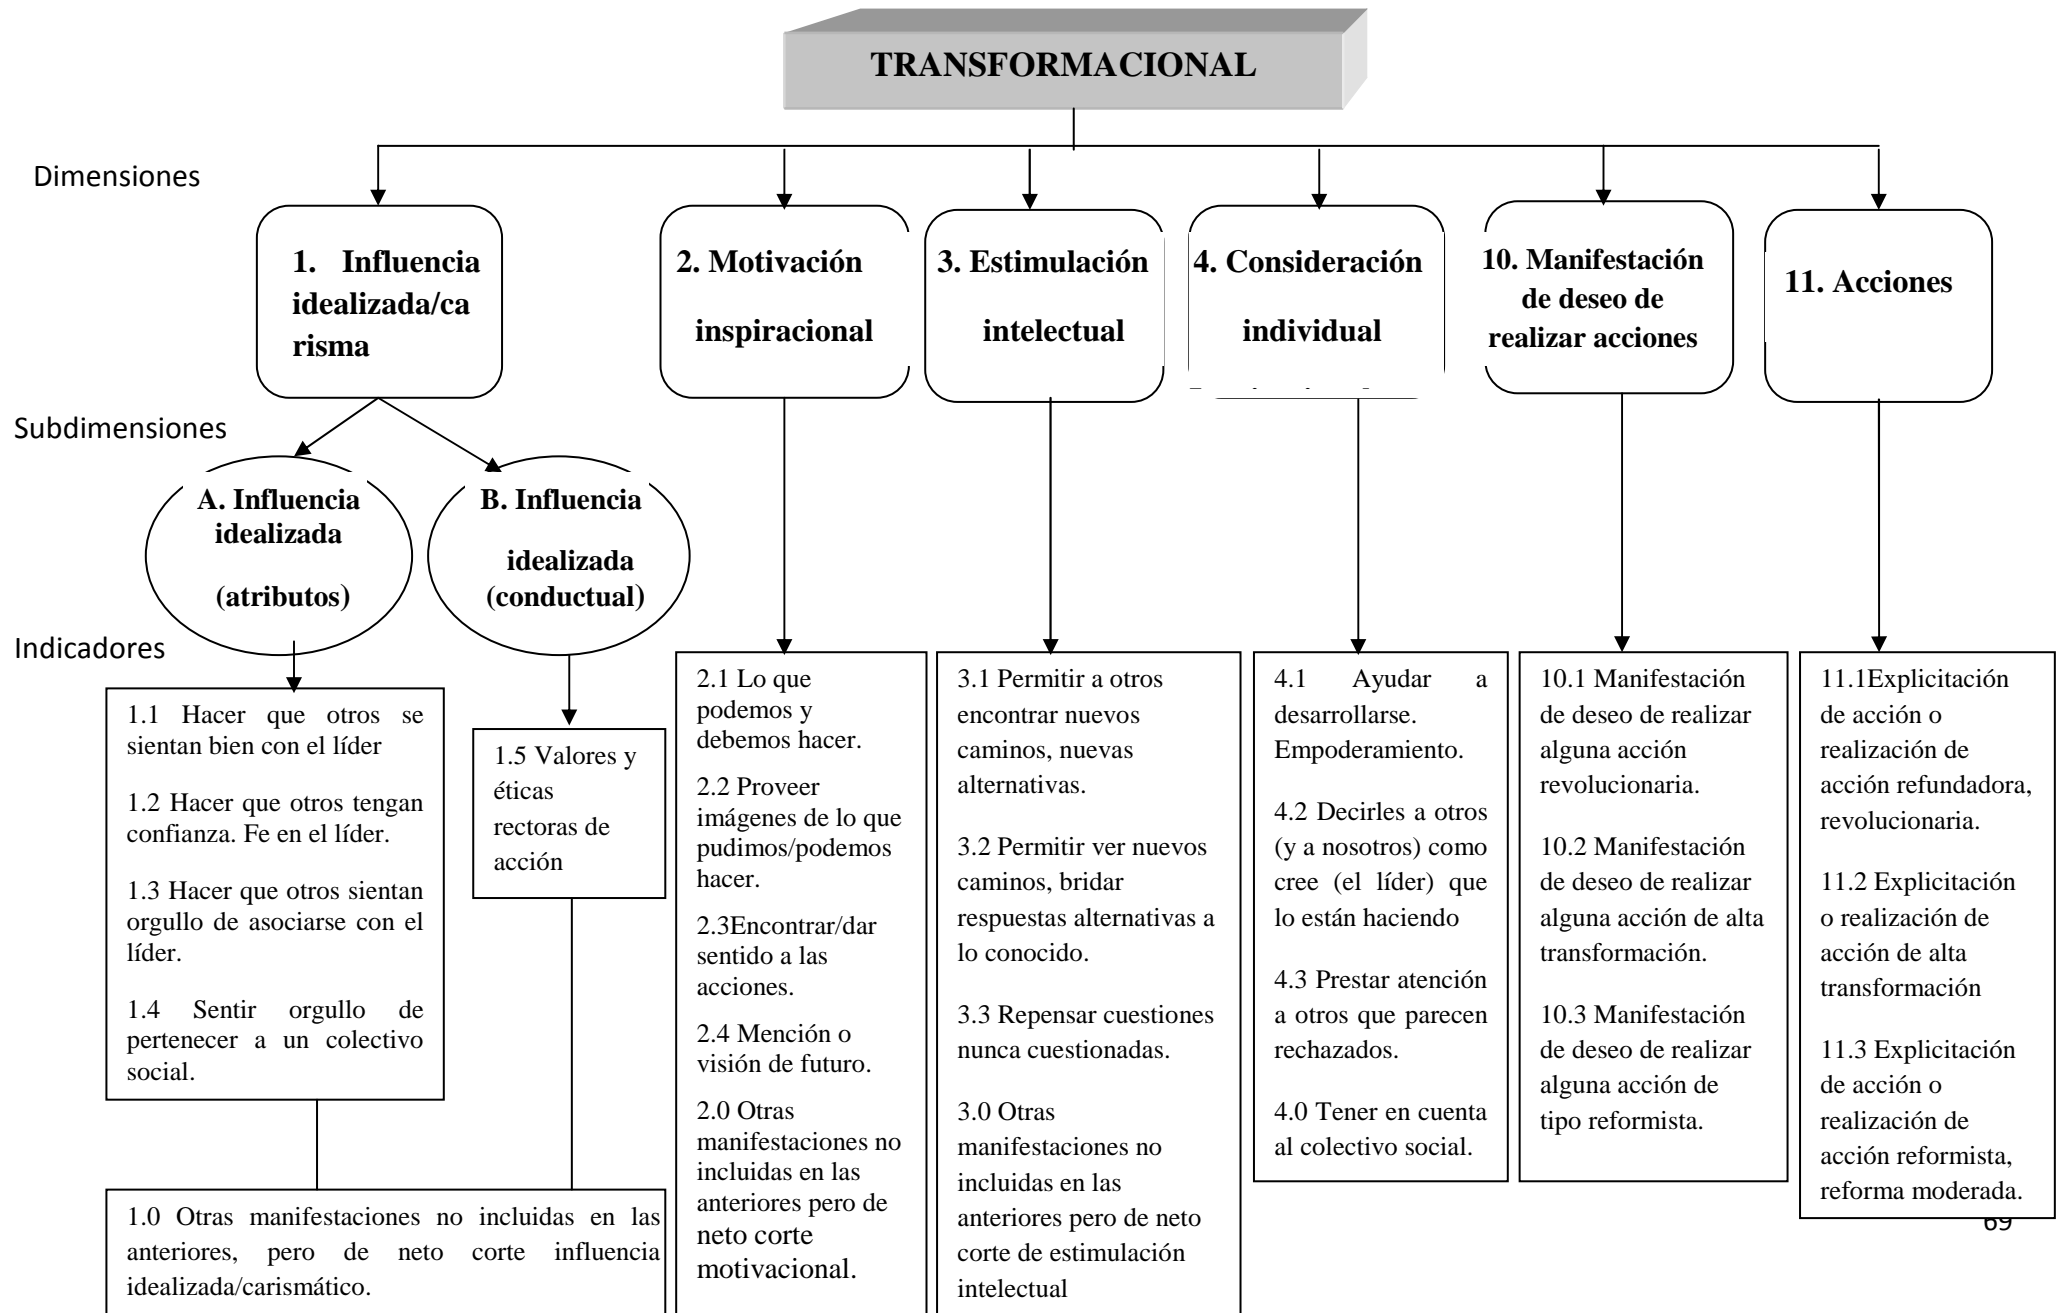 TRANSFORMACIONAL
Dimensiones
1. Influencia
idealizada/ca
risma
2. Motivación
inspiracional
3. Estimulación
intelectual
4. Consideración
individual
10. Manifestación
de deseo de
realizar acciones
11. Acciones
Subdimensiones
A. Influencia
idealizada
(atributos)
B. Influencia
idealizada
(conductual)
Indicadores
1.1 Hacer que otros se
sientan bien con el líder
1.2 Hacer que otros tengan
confianza. Fe en el líder.
1.3 Hacer que otros sientan
orgullo de asociarse con el
líder.
1.4 Sentir orgullo de
pertenecer a un colectivo
social.
1.5 Valores y
éticas
rectoras de
acción
1.0 Otras manifestaciones no incluidas en las
anteriores, pero de neto corte influencia
idealizada/carismático.
2.1 Lo que
podemos y
debemos hacer.
2.2 Proveer
imágenes de lo que
pudimos/podemos
hacer.
2.3Encontrar/dar
sentido a las
acciones.
2.4 Mención o
visión de futuro.
2.0 Otras
manifestaciones no
incluidas en las
anteriores pero de
neto corte
motivacional.
3.1 Permitir a otros
encontrar nuevos
caminos, nuevas
alternativas.
3.2 Permitir ver nuevos
caminos, bridar
respuestas alternativas a
lo conocido.
3.3 Repensar cuestiones
nunca cuestionadas.
3.0 Otras
manifestaciones no
incluidas en las
anteriores pero de neto
corte de estimulación
intelectual
4.1 Ayudar a
desarrollarse.
Empoderamiento.
4.2 Decirles a otros
(y a nosotros) como
cree (el líder) que
lo están haciendo
4.3 Prestar atención
a otros que parecen
rechazados.
4.0 Tener en cuenta
al colectivo social.
10.1 Manifestación
de deseo de realizar
alguna acción
revolucionaria.
10.2 Manifestación
de deseo de realizar
alguna acción de alta
transformación.
10.3 Manifestación
de deseo de realizar
alguna acción de
tipo reformista.
11.1Explicitación
de acción o
realización de
acción refundadora,
revolucionaria.
11.2 Explicitación
o realización de
acción de alta
transformación
11.3 Explicitación
de acción o
realización de
acción reformista,
reforma moderada.
69